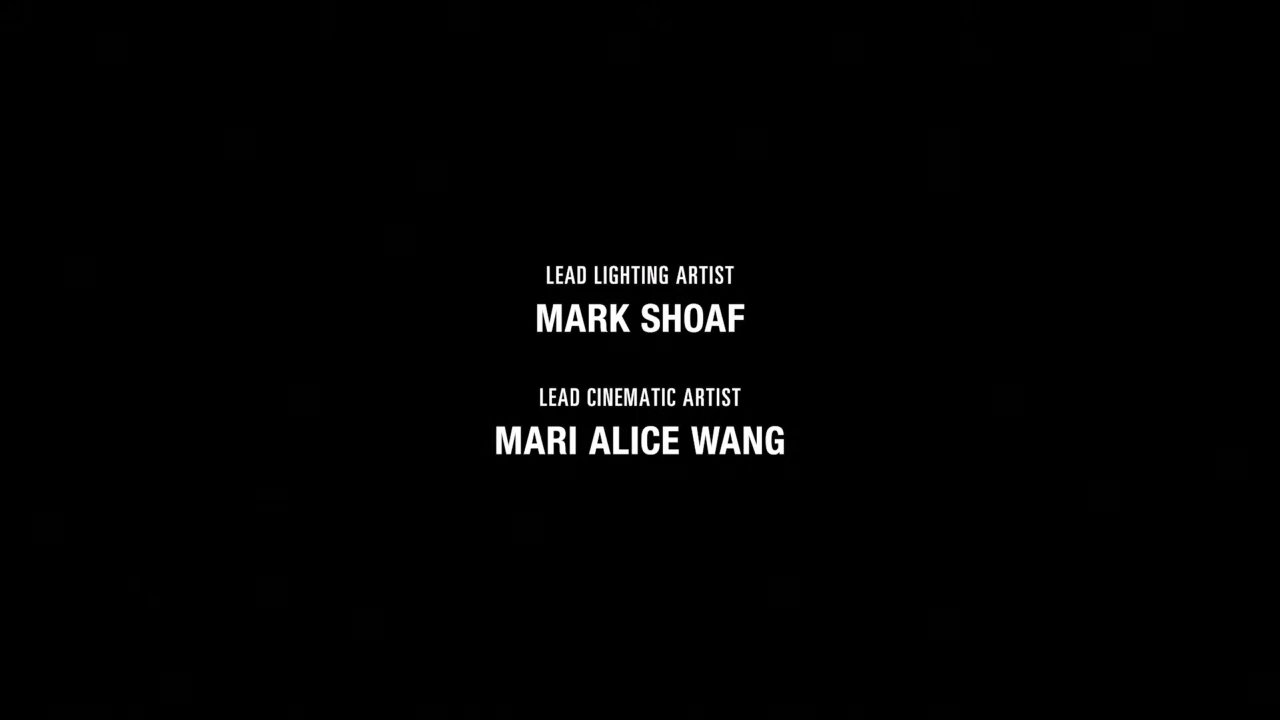 LEAD LIGHTING ARTIST
MARK SHOAF
LEAD CINEMATIC ARTIST
MARI ALICE WANG